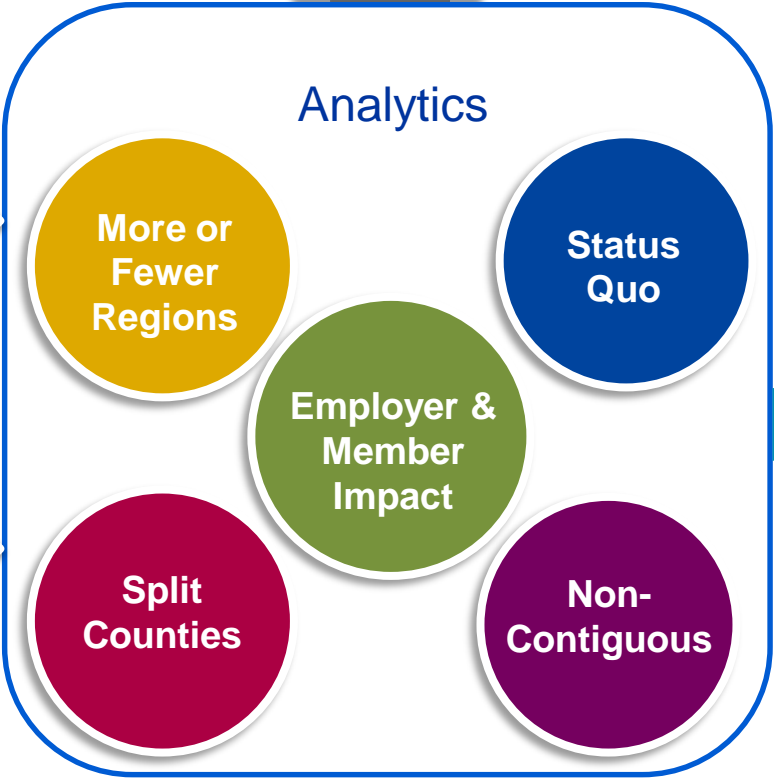 Analytics
More or
Fewer
Regions
Status
Quo
Employer &
Member
Impact
Split
Counties
Non-
Contiguous